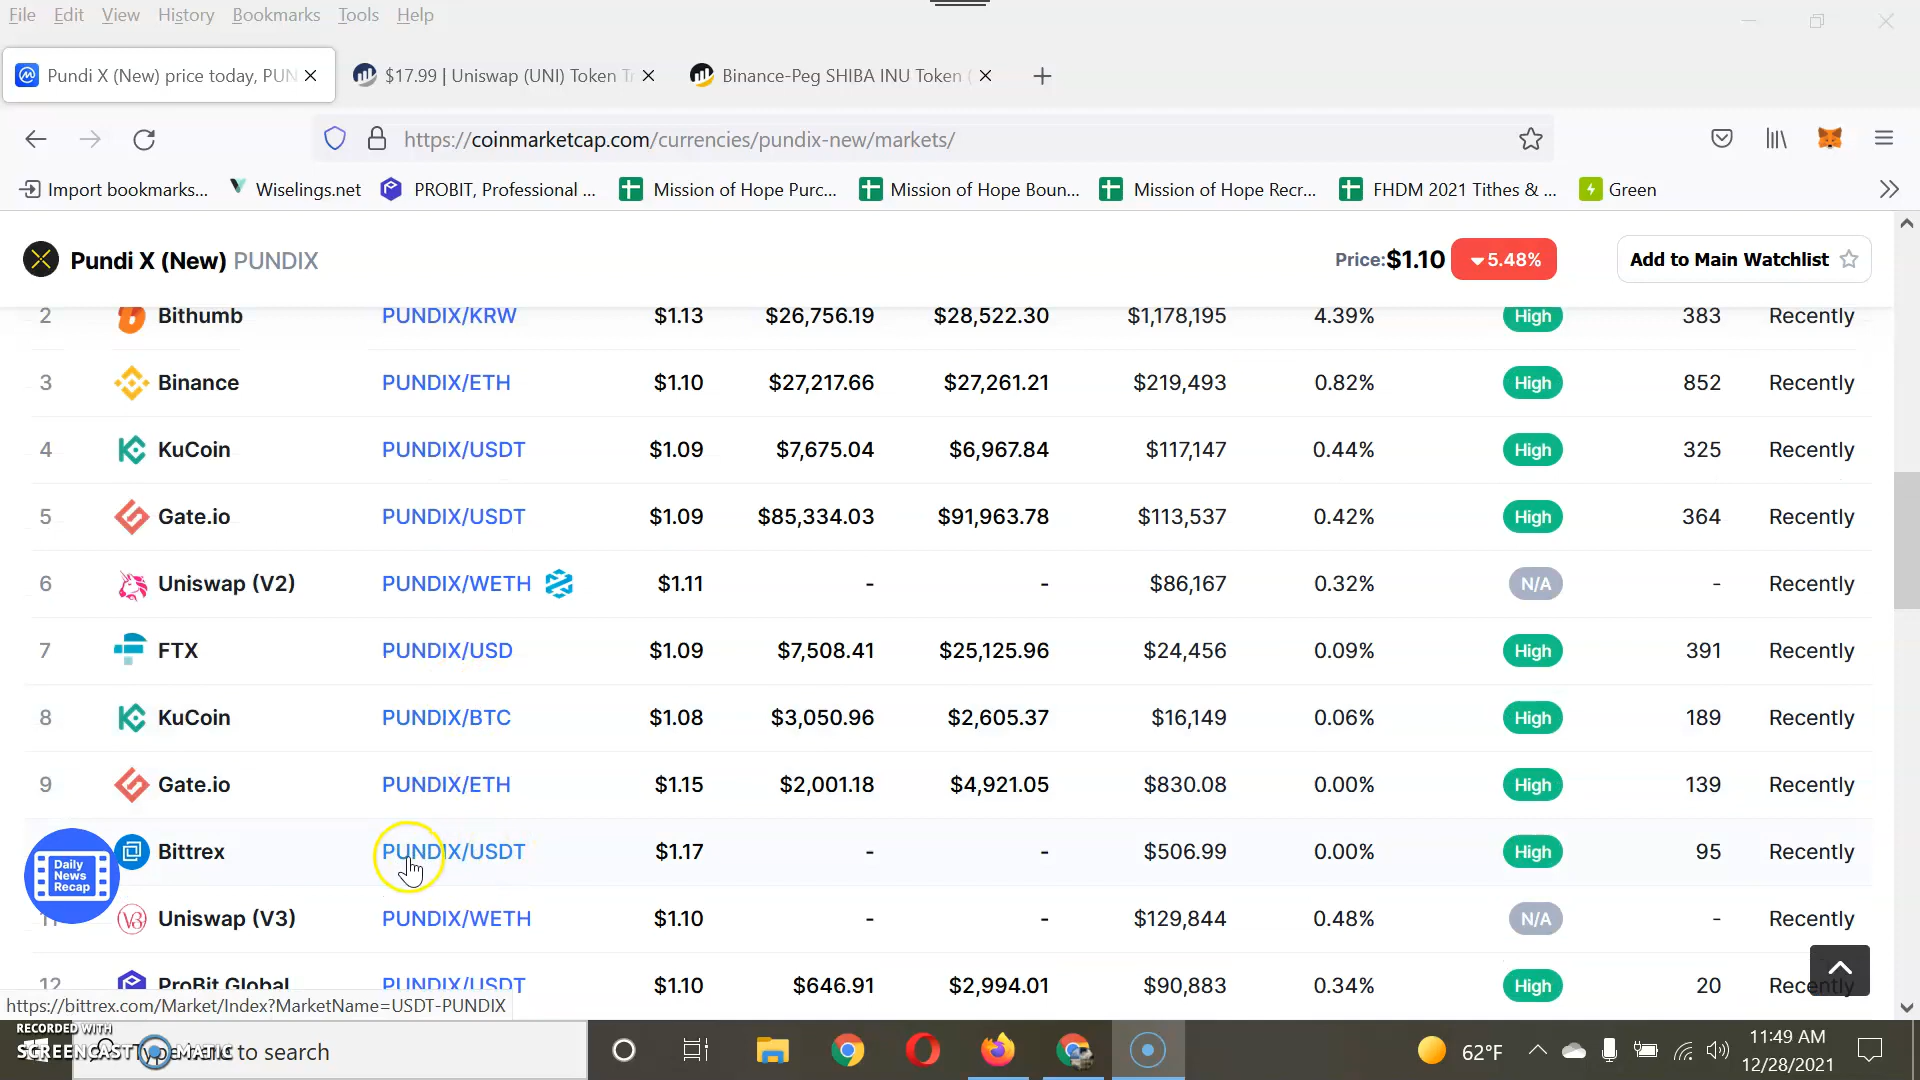 File Edit View History Bookmarks Tools Help
Pundi X (New) price today, PUN $17.99 | Uniswap (UNI) Token Tr Binance-Peg SHIBA INU Token (
https://coinmarketcap.com/currencies/pundix-new/markets/
Import bookmarks... Wiselings.net PROBIT, Professional ... Mission of Hope Purc... Mission of Hope Boun... Mission of Hope Recr... FHDM 2021 Tithes & ... Green
Pundi X (New) PUNDIX Price:$1.10 5.48% Add to Main Watchlist
2 Bithumb PUNDIX/KRW $1.13 $26,756.19 $28,522.30 $1,178,195 4.39% High 383 Recently
3 Binance PUNDIX/ETH $1.10 $27,217.66 $27,261.21 $219,493 0.82% High 852 Recently
4 KuCoin PUNDIX/USDT $1.09 $7,675.04 $6,967.84 $117,147 0.44% High 325 Recently
5 Gate.io PUNDIX/USDT $1.09 $85,334.03 $91,963.78 $113,537 0.42% High 364 Recently
6 Uniswap (V2) PUNDIX/WETH $1.11 - - $86,167 0.32% N/A - Recently
7 FTX PUNDIX/USD $1.09 $7,508.41 $25,125.96 $24,456 0.09% High 391 Recently
8 KuCoin PUNDIX/BTC $1.08 $3,050.96 $2,605.37 $16,149 0.06% High 189 Recently
9 Gate.io PUNDIX/ETH $1.15 $2,001.18 $4,921.05 $830.08 0.00% High 139 Recently
Daily
News
Recap
Bittrex PUNDIX/USDT $1.17 - - $506.99 0.00% High 95 Recently
11 Uniswap (V3) PUNDIX/WETH $1.10 - - $129,844 0.48% N/A - Recently
12 ProBit Global PUNDIX/USDT $1.10 $646.91 $2,994.01 $90,883 0.34% High 20 Recently
https://bittrex.com/Market/Index?MarketName=USDT-PUNDIX
RECORDED WITH
SCREENCAST MATIC
Type here to search
62°F
11:49 AM
12/28/2021